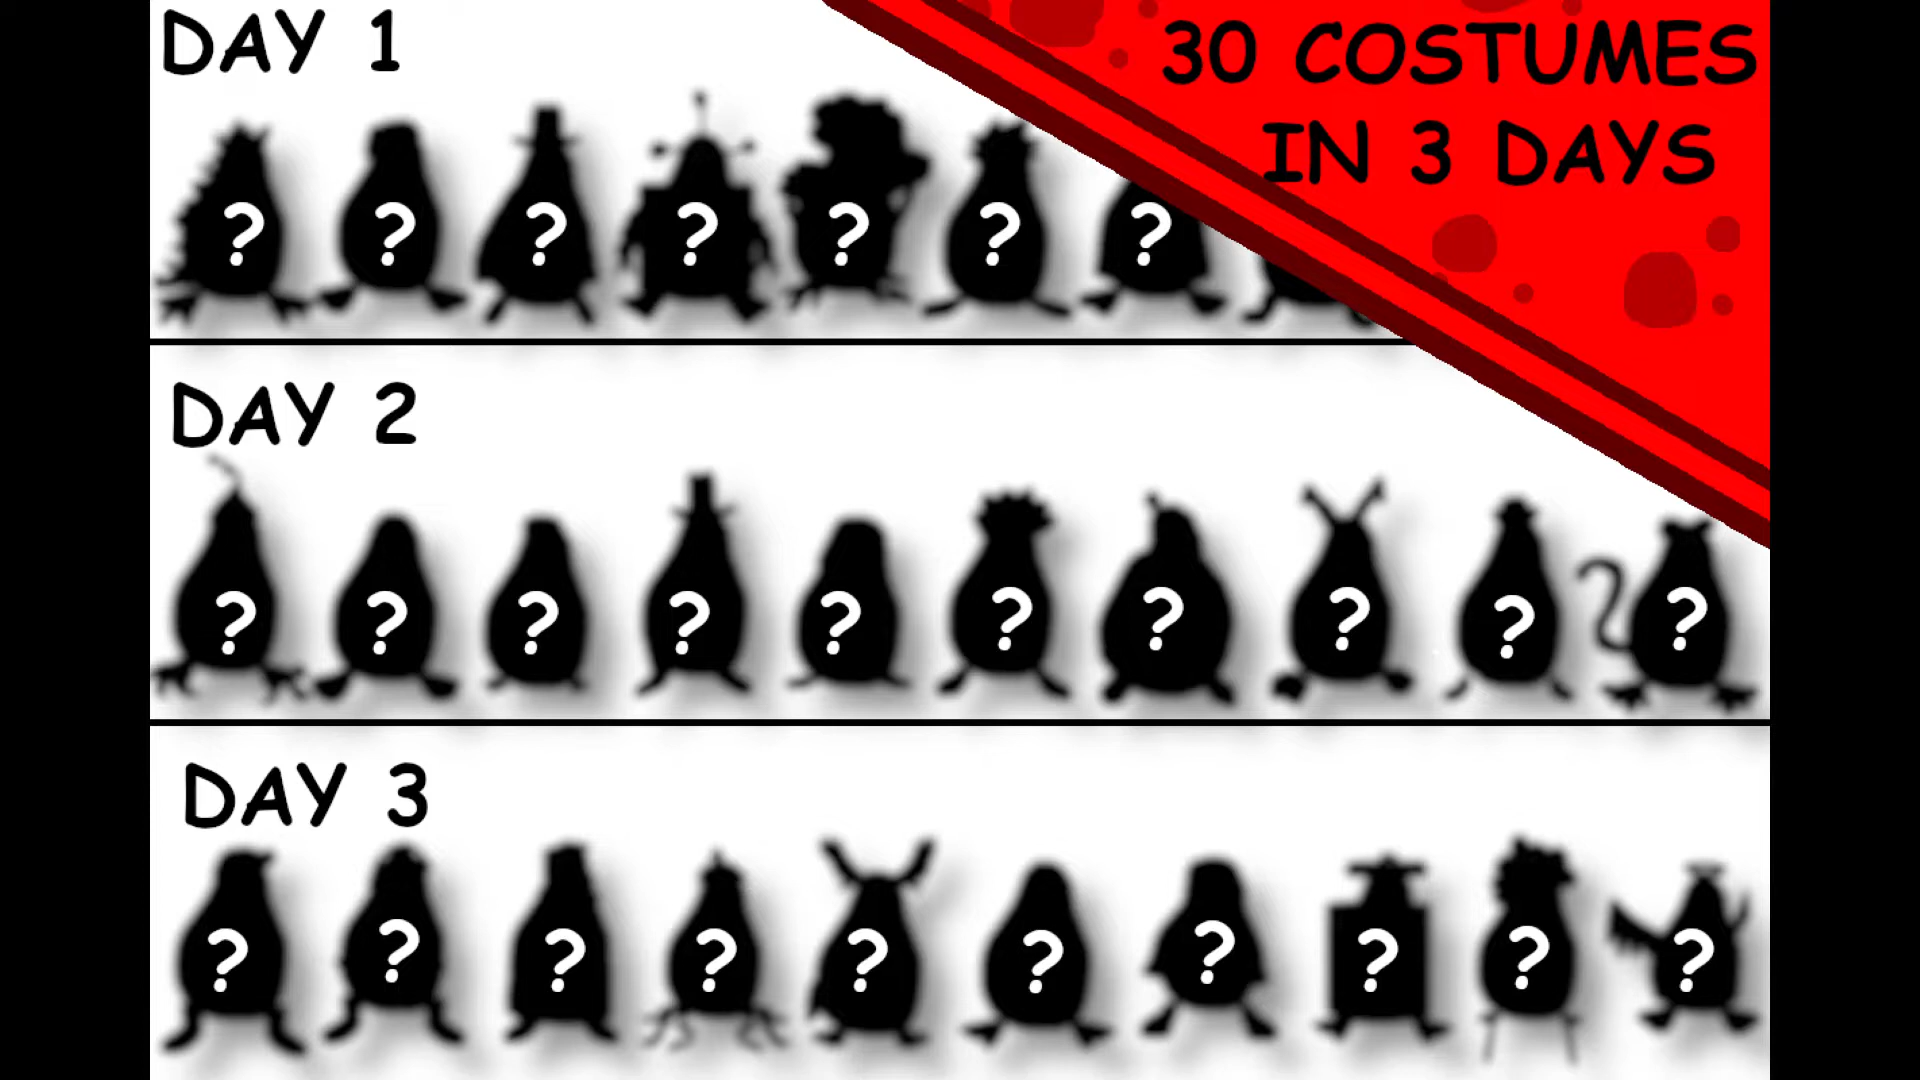 DAY 1
30 COSTUMES
IN 3 DAYS
? ? ? ? ? ? ?
DAY 2
? ? ? ? ? ? ? ? ? ?
DAY 3
? ? ? ? ? ? ? ? ? ?